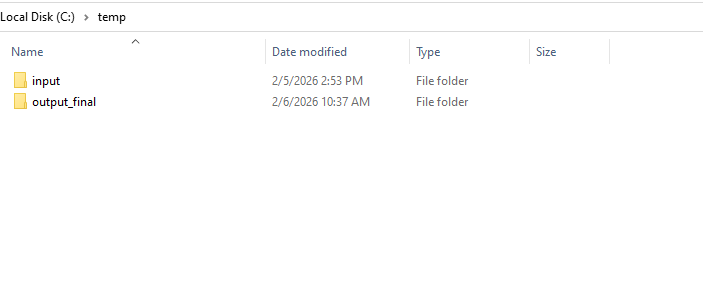 Local Disk (C:) > temp
Name Date modified Type Size
input 2/5/2026 2:53 PM File folder
output_final 2/6/2026 10:37 AM File folder